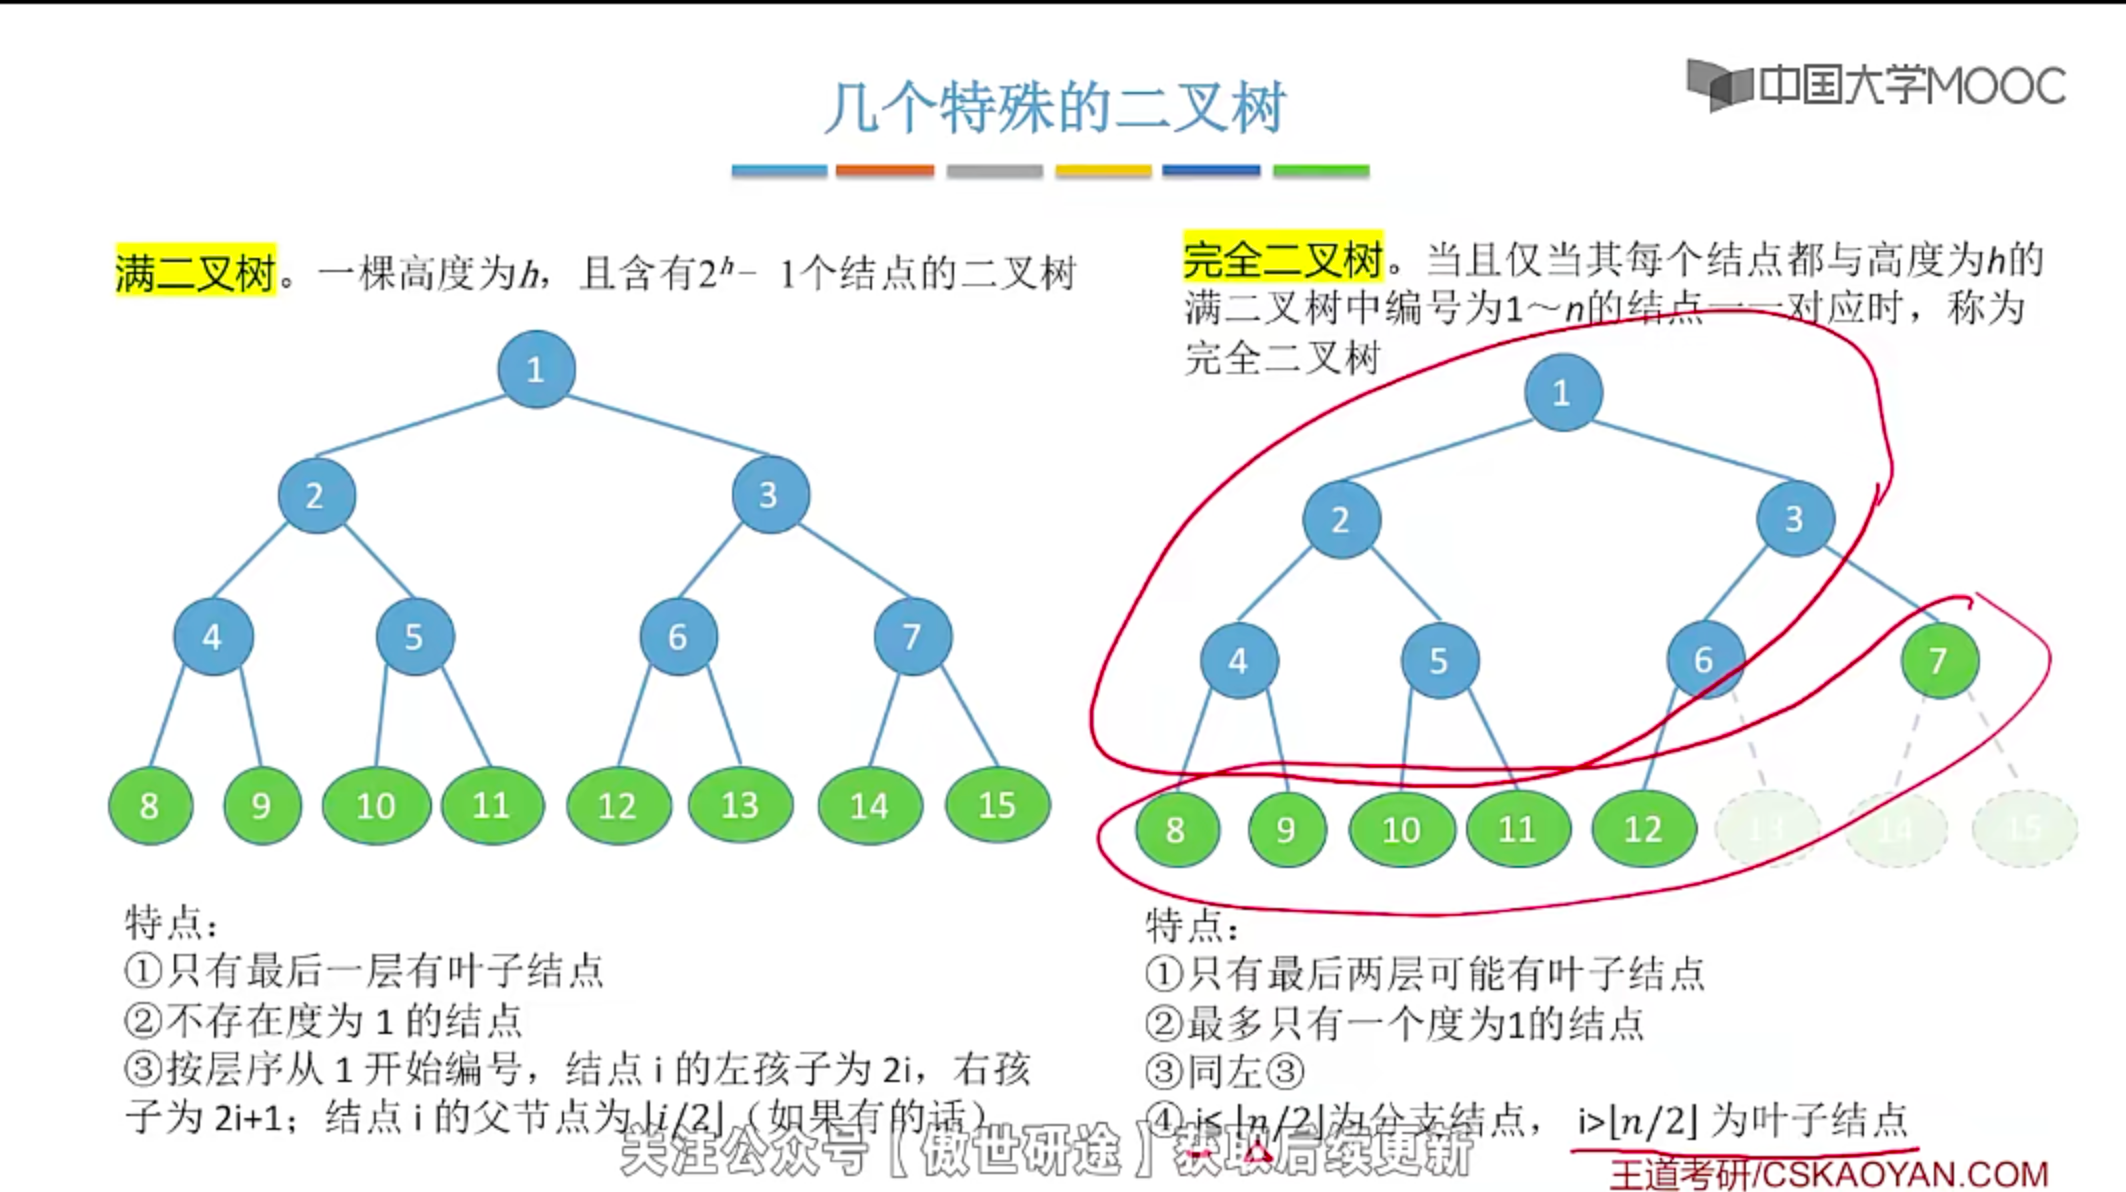 几个特殊的二叉树
中国大学MOOC
满二叉树。一棵高度为h，且含有2ʰ − 1个结点的二叉树
1
2 3
4 5 6 7
8 9 10 11 12 13 14 15
特点：
①只有最后一层有叶子结点
②不存在度为 1 的结点
③按层序从 1 开始编号，结点 i 的左孩子为 2i，右孩
子为 2i+1；结点 i 的父节点为⌊i/2⌋（如果有的话）
完全二叉树。当且仅当其每个结点都与高度为h的
满二叉树中编号为1～n的结点一一对应时，称为
完全二叉树
1
2 3
4 5 6 7
8 9 10 11 12 13 14 15
特点：
①只有最后两层可能有叶子结点
②最多只有一个度为1的结点
③同左③
④ i≤ ⌊n/2⌋为分支结点， i>⌊n/2⌋ 为叶子结点
关注公众号【傲世研途】获取后续更新
王道考研/CSKAOYAN.COM